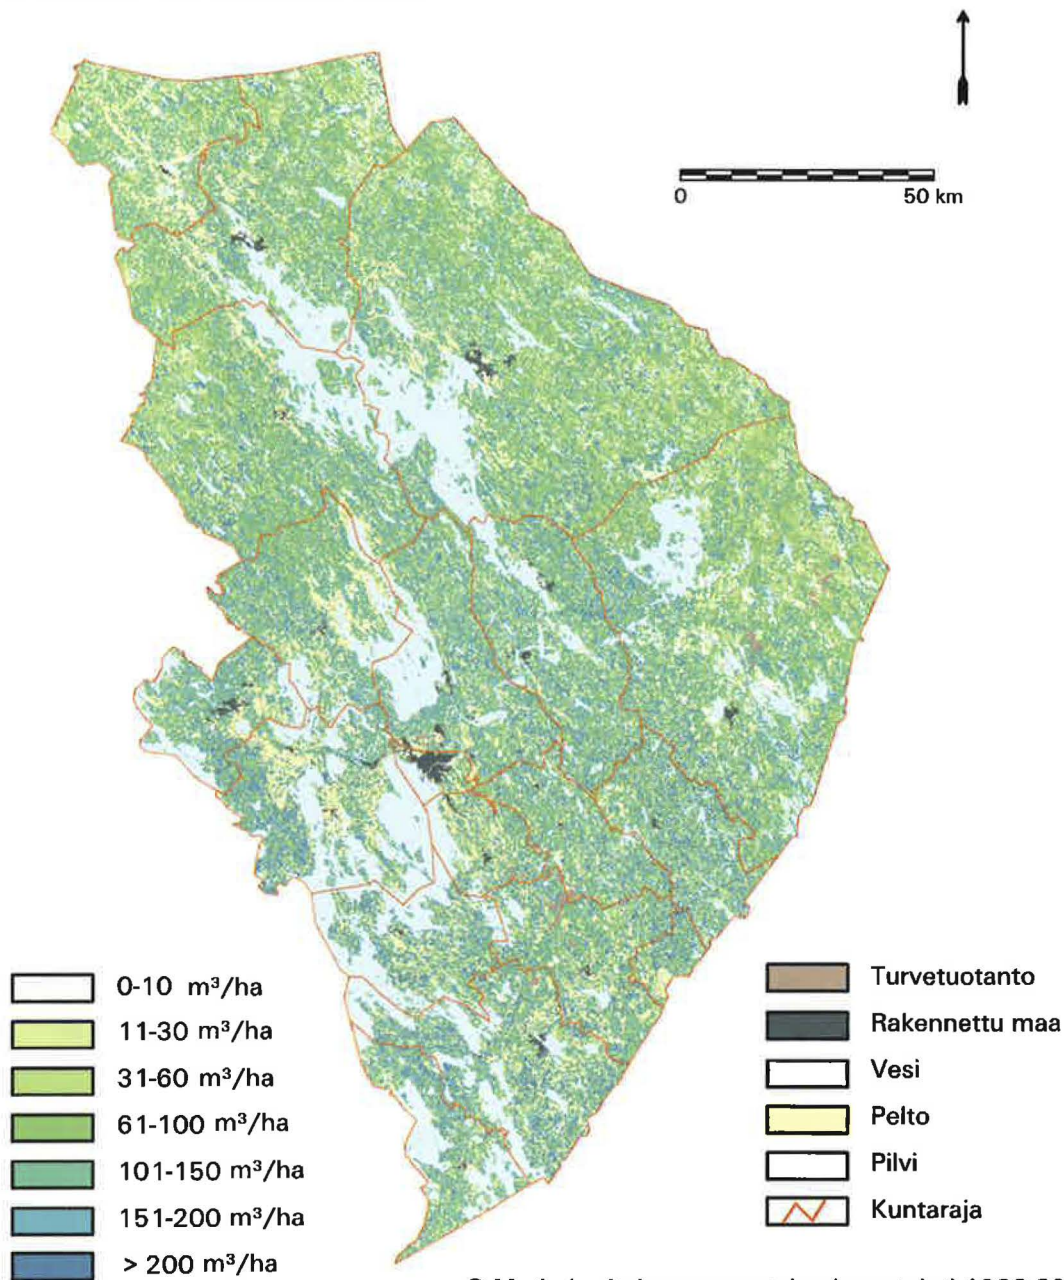 0
50 km
0-10 m³/ha
11-30 m³/ha
31-60 m³/ha
61-100 m³/ha
101-150 m³/ha
151-200 m³/ha
> 200 m³/ha
Turvetuotanto
Rakennettu maa
Vesi
Pelto
Pilvi
Kuntaraja